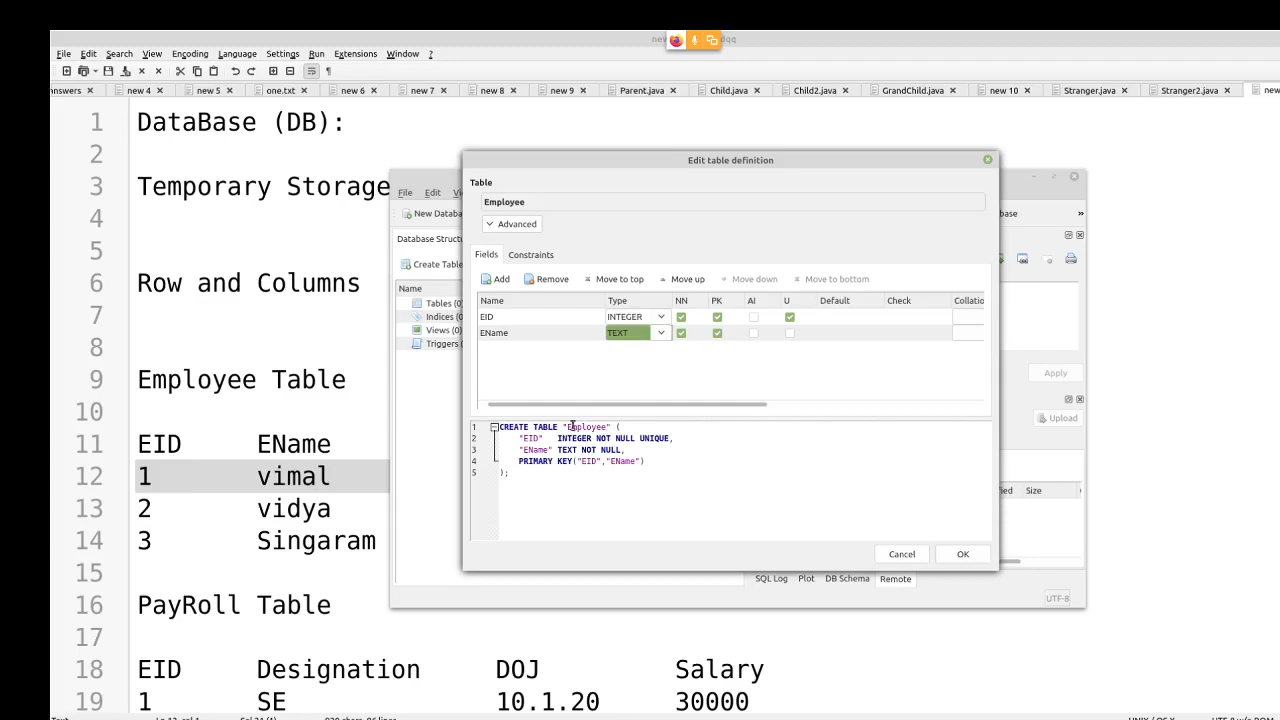 File Edit Search View Encoding Language Settings Run Extensions Window ?
new 4 new 5 one.txt new 6 new 7 new 8 new 9 Parent.java Child.java Child2.java GrandChild.java new 10 Stranger.java Stranger2.java new
1 DataBase (DB):
2
3 Temporary Storage
4
5
6 Row and Columns
7
8
9 Employee Table
10
11 EID EName
12 1 vimal
13 2 vidya
14 3 Singaram
15
16 PayRoll Table
17
18 EID Designation DOJ Salary
19 1 SE 10.1.20 30000
File Edit
New Databa
Database Structu
Create Table
Name
Tables (0)
Indices (0)
Views (0)
Triggers
Edit table definition
Table
Employee
Advanced
Fields Constraints
Add Remove Move to top Move up Move down Move to bottom
Name Type NN PK AI U Default Check Collatio
EID INTEGER
EName TEXT
1 CREATE TABLE "Employee" (
2 "EID" INTEGER NOT NULL UNIQUE,
3 "EName" TEXT NOT NULL,
4 PRIMARY KEY("EID","EName")
5 );
Cancel OK
base »
Apply
Upload
Size
SQL Log Plot DB Schema Remote
UTF-8